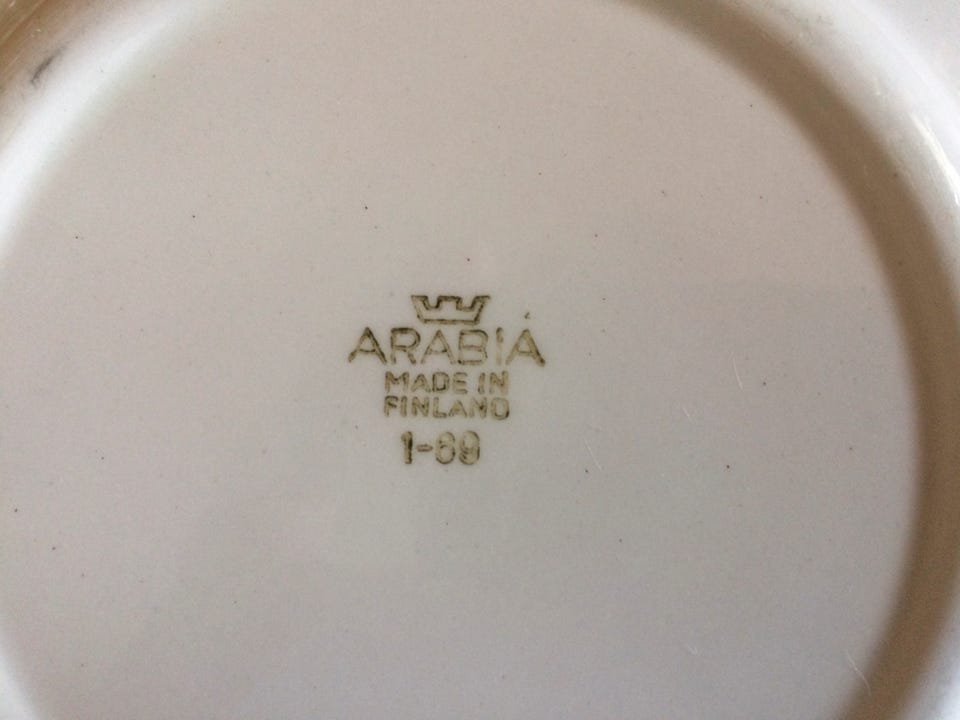 ARABIA
MADE IN
FINLAND
1-69